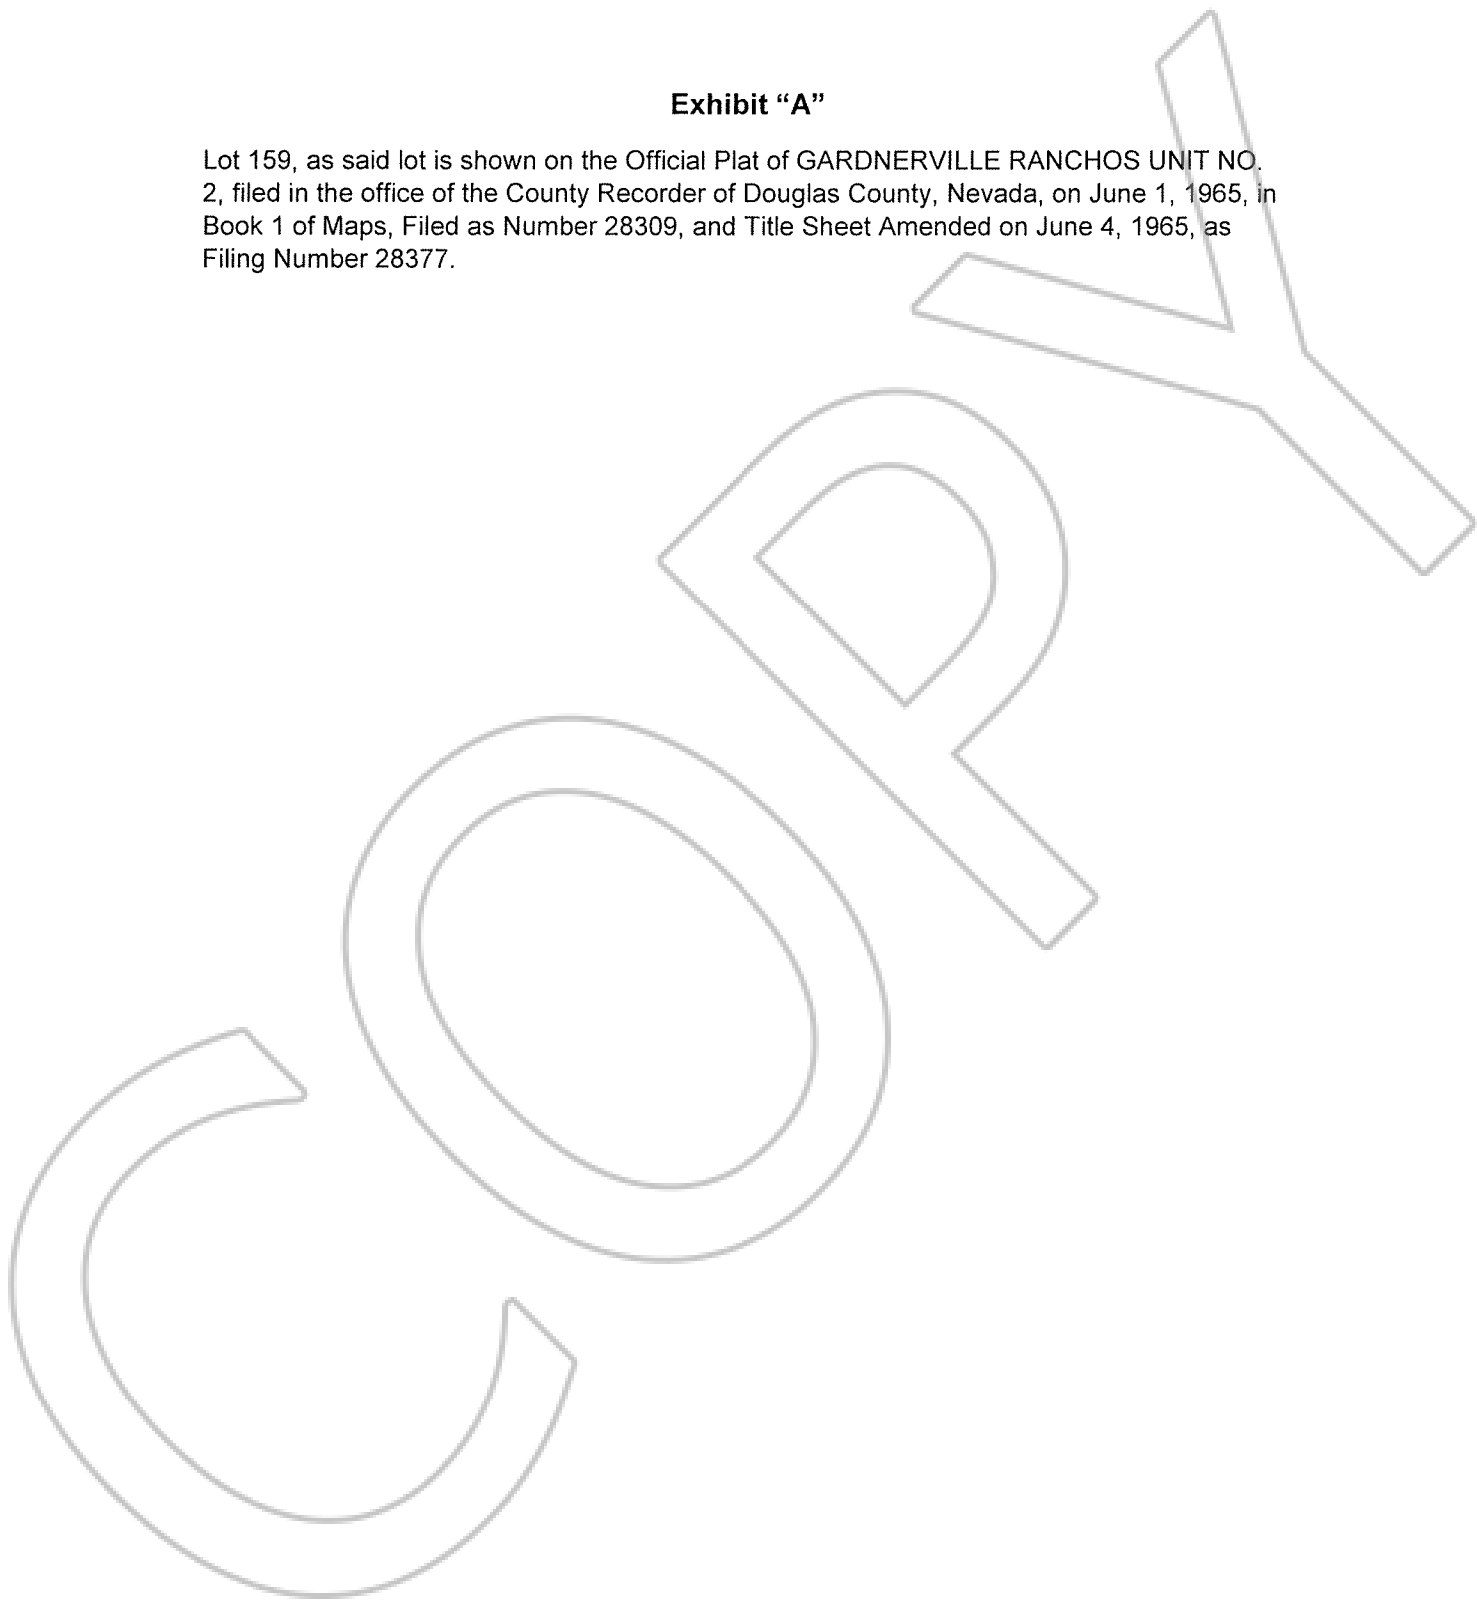 Exhibit “A”
Lot 159, as said lot is shown on the Official Plat of GARDNERVILLE RANCHOS UNIT NO.
2, filed in the office of the County Recorder of Douglas County, Nevada, on June 1, 1965, in
Book 1 of Maps, Filed as Number 28309, and Title Sheet Amended on June 4, 1965, as
Filing Number 28377.
COPY